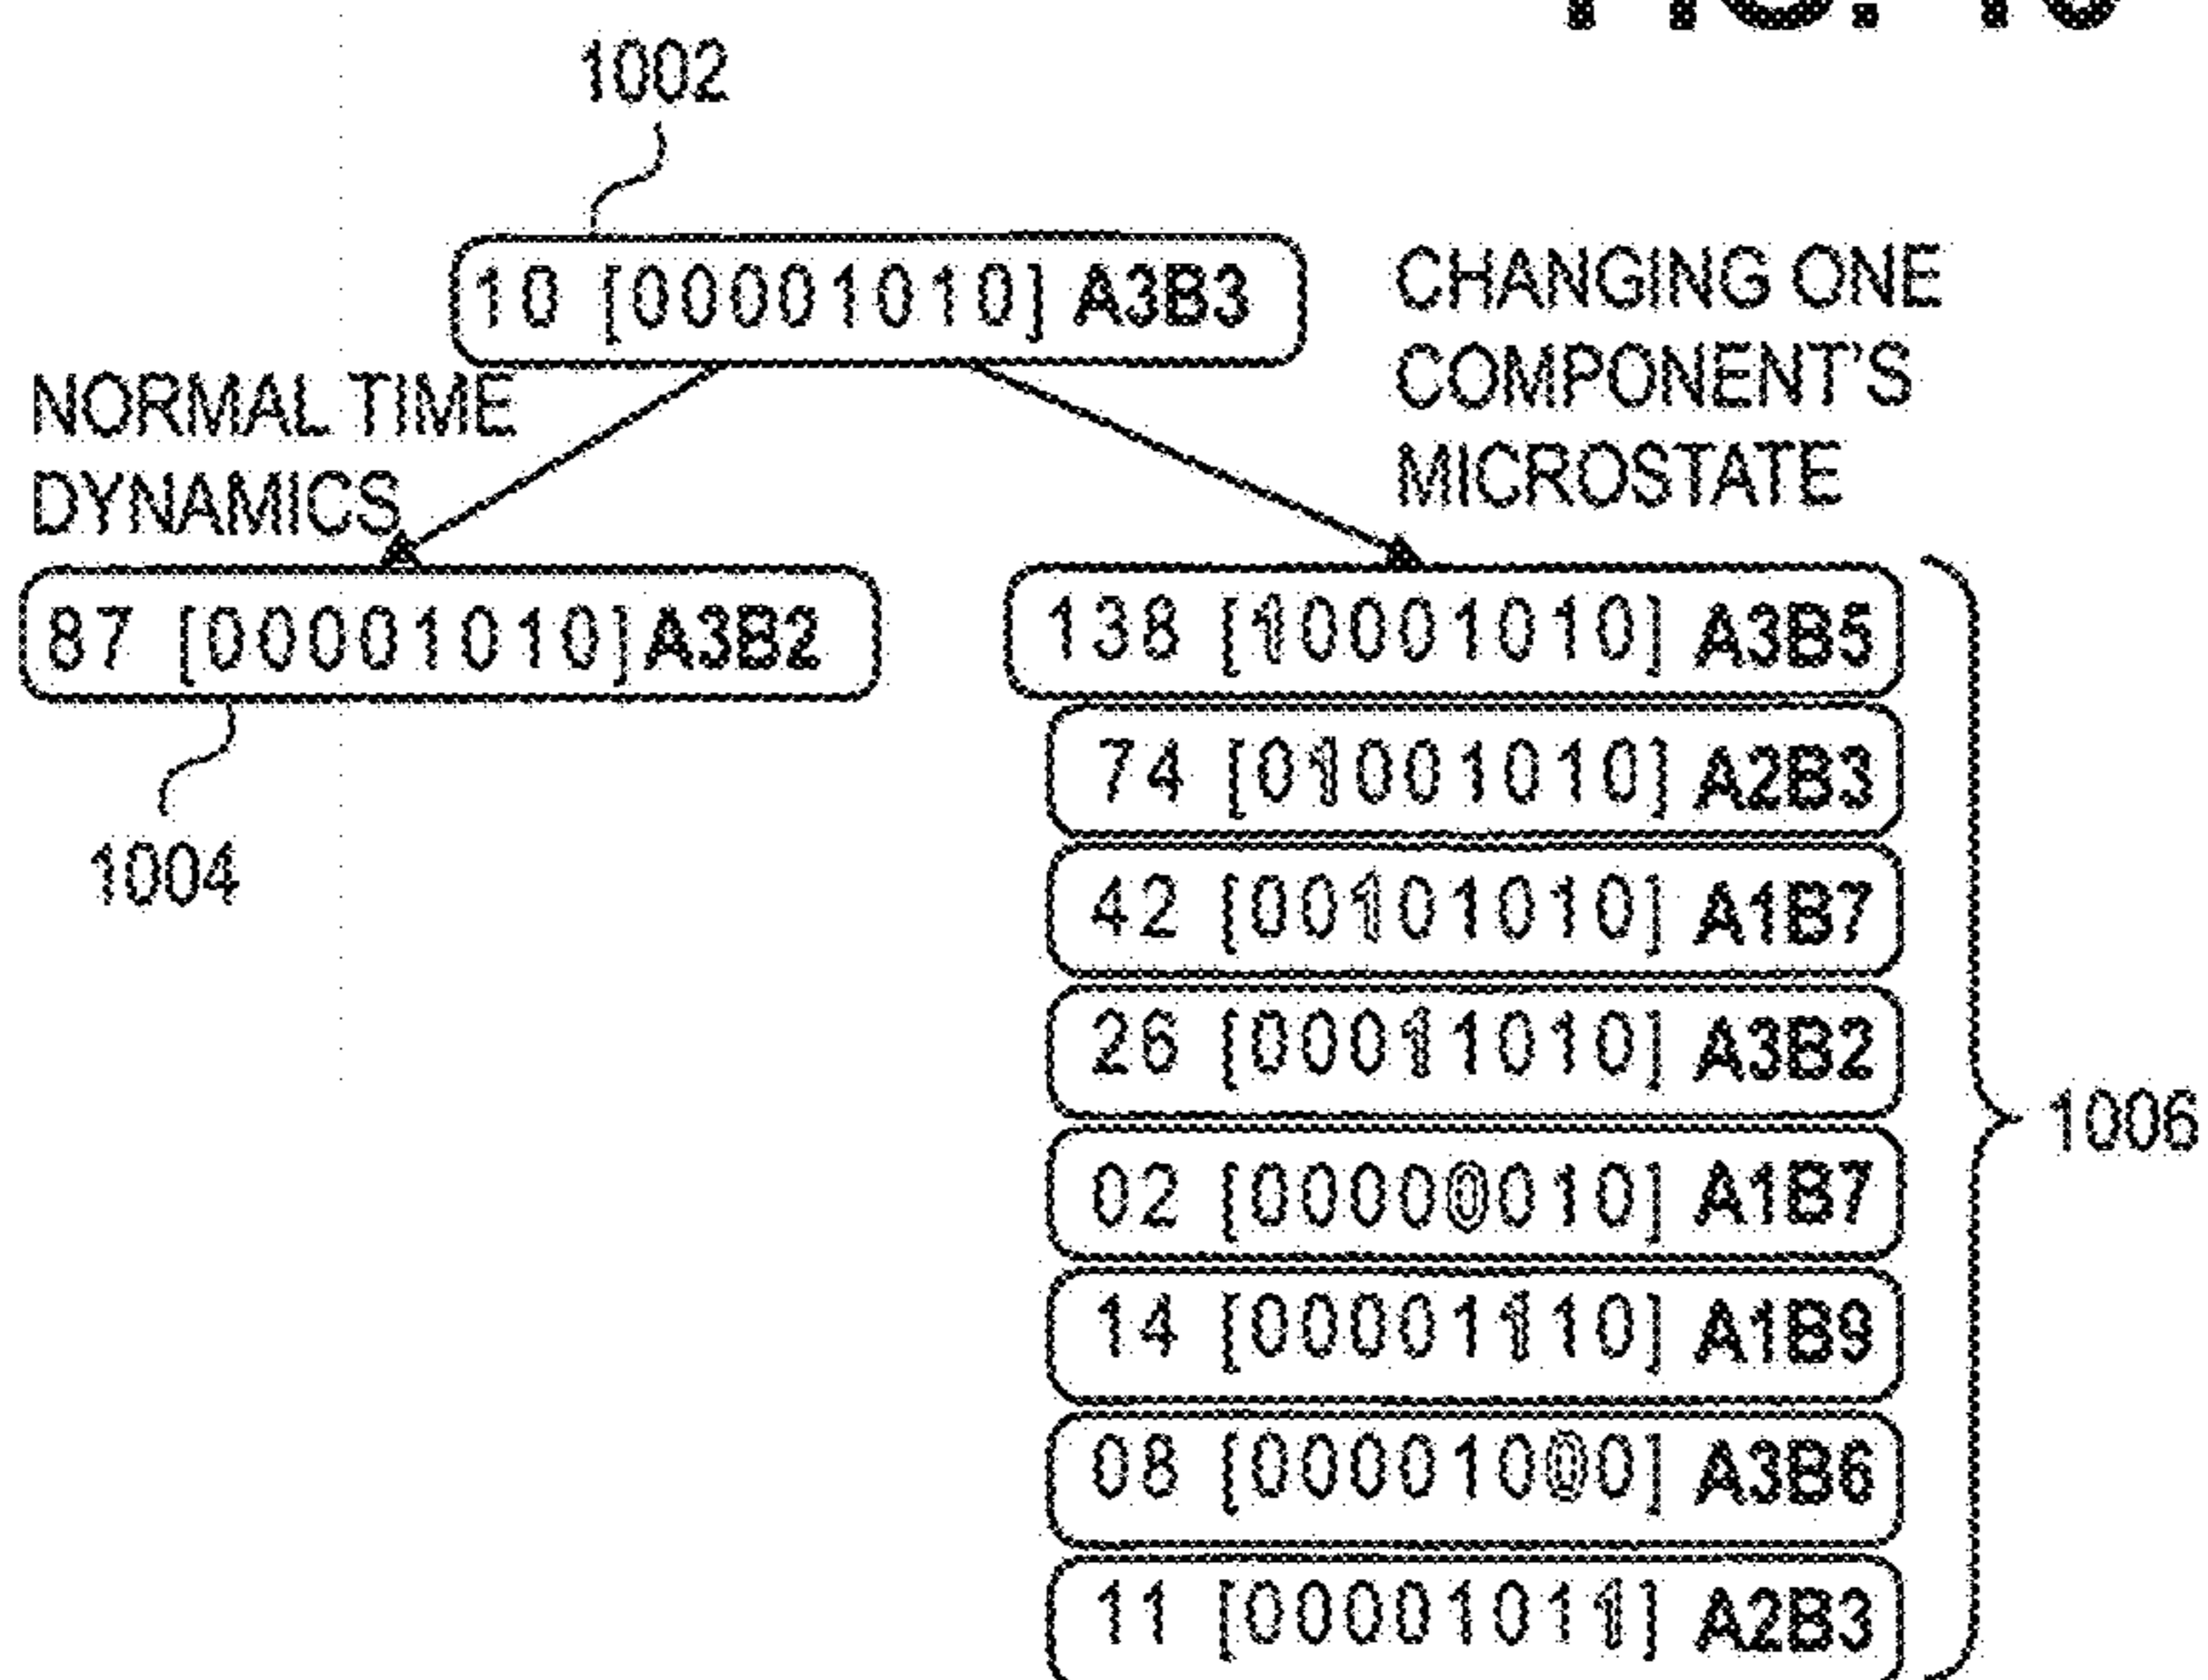 1002
10 [00001010] A3B3
CHANGING ONE
COMPONENT'S
MICROSTATE
NORMAL TIME
DYNAMICS
87 [00001010] A3B2
1004
138 [10001010] A3B5
74 [01001010] A2B3
42 [00101010] A1B7
26 [00011010] A3B2
02 [00000010] A1B7
14 [00001110] A1B9
08 [00001000] A3B6
11 [00001011] A2B3
1006